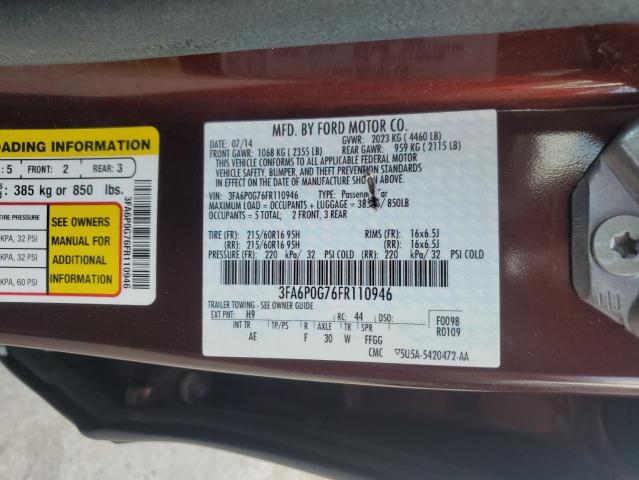 OADING INFORMATION
: 5 FRONT: 2 REAR: 3
: 385 kg or 850 lbs.
TIRE PRESSURE
KPA, 32 PSI
KPA, 32 PSI
KPA, 60 PSI
SEE OWNERS
MANUAL FOR
ADDITIONAL
INFORMATION
3FA6P0G76FR110946
MFD. BY FORD MOTOR CO.
07/14 GVWR: 2023 KG ( 4460 LB)
FRONT GAWR: 1068 KG ( 2355 LB) REAR GAWR: 959 KG ( 2115 LB)
THIS VEHICLE CONFORMS TO ALL APPLICABLE FEDERAL MOTOR
VEHICLE SAFETY, BUMPER, AND THEFT PREVENTION STANDARDS
IN EFFECT ON THE DATE OF MANUFACTURE SHOWN ABOVE.
VIN: 3FA6P0G76FR110946 TYPE: Passenger Car
MAXIMUM LOAD = OCCUPANTS + LUGGAGE = 385KG / 850LB
OCCUPANTS = 5 TOTAL: 2 FRONT, 3 REAR
TIRE (FR): 215/60R16 95H RIMS (FR): 16x6.5J
(RR): 215/60R16 95H (RR): 16x6.5J
PRESSURE (FR): 220 kPa/ 32 PSI COLD (RR): 220 kPa/ 32 PSI COLD
3FA6P0G76FR110946
TRAILER TOWING - SEE OWNER GUIDE
EXT PNT: H9 RC: 44 DSO: F0098
INT TR TP/PS R AXLE TR SPR R0109
AE F 30 W FFGG
CMC 5U5A-5420472-AA